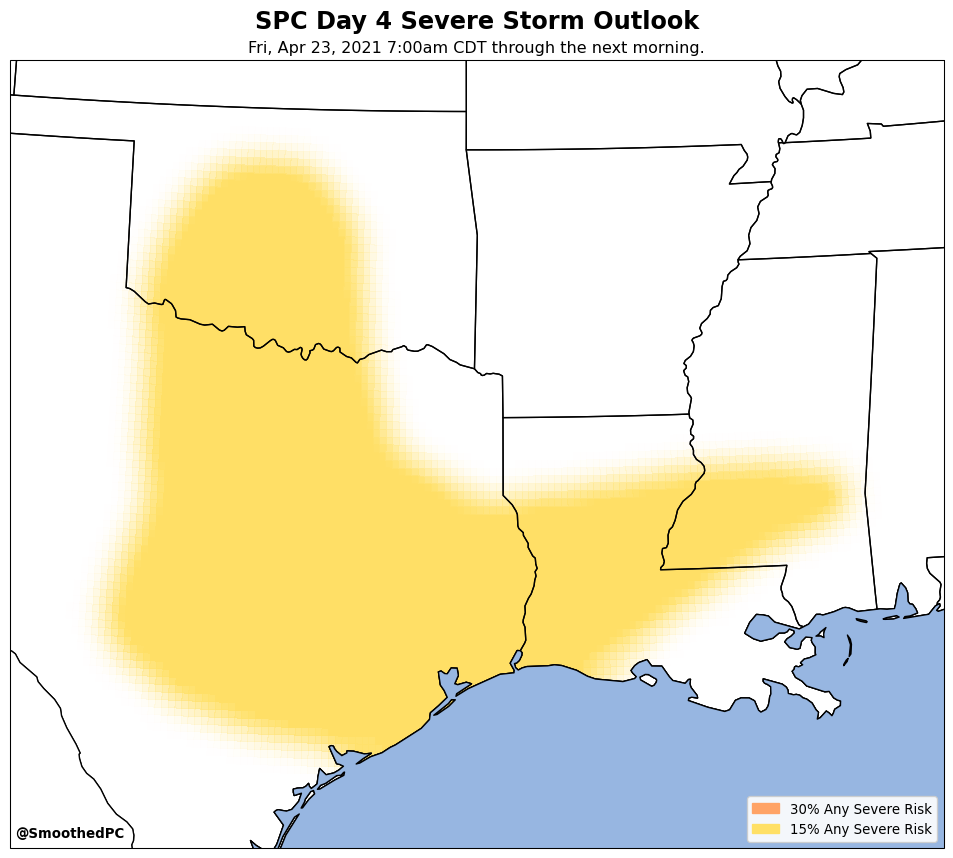 SPC Day 4 Severe Storm Outlook
Fri, Apr 23, 2021 7:00am CDT through the next morning.
30% Any Severe Risk
15% Any Severe Risk
@SmoothedPC